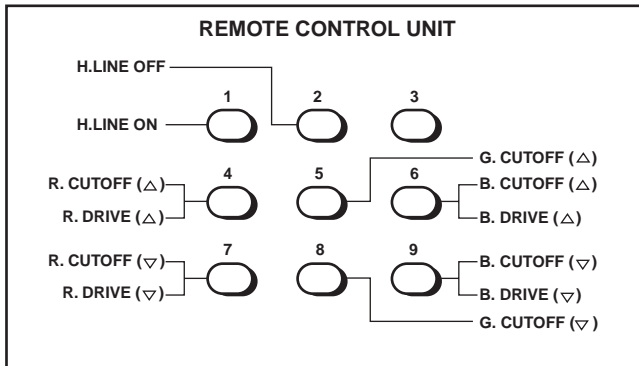 REMOTE CONTROL UNIT
H.LINE OFF
1 2 3
H.LINE ON
G. CUTOFF (△)
4 5 6
R. CUTOFF (△) B. CUTOFF (△)
R. DRIVE (△) B. DRIVE (△)
7 8 9
R. CUTOFF (▽) B. CUTOFF (▽)
R. DRIVE (▽) B. DRIVE (▽)
G. CUTOFF (▽)